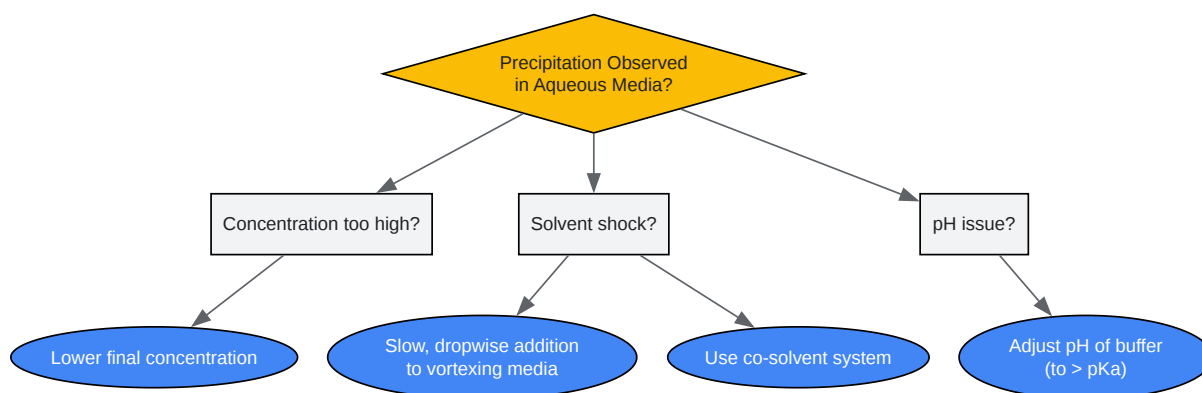 Precipitation Observed
in Aqueous Media?
Concentration too high?
Solvent shock?
pH issue?
Lower final concentration
Slow, dropwise addition
to vortexing media
Use co-solvent system
Adjust pH of buffer
(to > pKa)